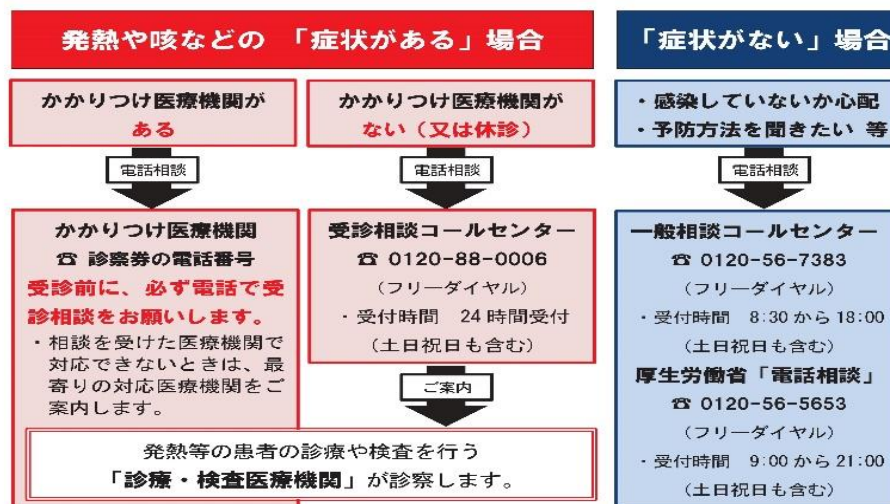 発熱や咳などの 「症状がある」場合
かかりつけ医療機関が
ある
電話相談
かかりつけ医療機関
☎ 診察券の電話番号
受診前に、必ず電話で受
診相談をお願いします。
・相談を受けた医療機関で
対応できないときは、最
寄りの対応医療機関をご
案内します。
かかりつけ医療機関が
ない（又は休診）
電話相談
受診相談コールセンター
☎ 0120-88-0006
（フリーダイヤル）
・受付時間 24時間受付
（土日祝日も含む）
ご案内
発熱等の患者の診療や検査を行う
「診療・検査医療機関」が診察します。
「症状がない」場合
・感染していないか心配
・予防方法を聞きたい 等
電話相談
一般相談コールセンター
☎ 0120-56-7383
（フリーダイヤル）
・受付時間 8:30から18:00
（土日祝日も含む）
厚生労働省「電話相談」
☎ 0120-56-5653
（フリーダイヤル）
・受付時間 9:00から21:00
（土日祝日も含む）